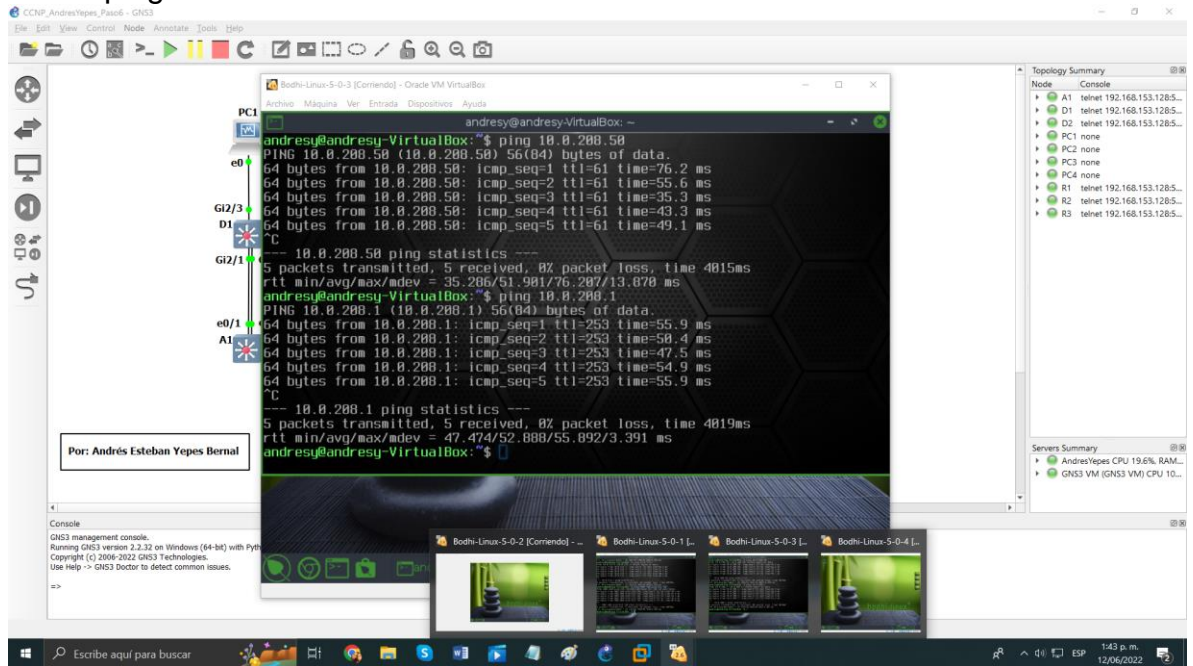 CCNP_AndresYepes_Paso6 - GNS3
File Edit View Control Node Annotate Tools Help
PC1
e0
Gi2/3
D1
Gi2/1
e0/1
A1
Por: Andrés Esteban Yepes Bernal
Bodhi-Linux-5-0-3 [Corriendo] - Oracle VM VirtualBox
Archivo Máquina Ver Entrada Dispositivos Ayuda
andresy@andresy-VirtualBox: ~
andresy@andresy-VirtualBox:~$ ping 10.0.208.50
PING 10.0.208.50 (10.0.208.50) 56(84) bytes of data.
64 bytes from 10.0.208.50: icmp_seq=1 ttl=61 time=76.2 ms
64 bytes from 10.0.208.50: icmp_seq=2 ttl=61 time=55.6 ms
64 bytes from 10.0.208.50: icmp_seq=3 ttl=61 time=35.3 ms
64 bytes from 10.0.208.50: icmp_seq=4 ttl=61 time=43.3 ms
64 bytes from 10.0.208.50: icmp_seq=5 ttl=61 time=49.1 ms
^C
--- 10.0.208.50 ping statistics ---
5 packets transmitted, 5 received, 0% packet loss, time 4015ms
rtt min/avg/max/mdev = 35.286/51.901/76.207/13.870 ms
andresy@andresy-VirtualBox:~$ ping 10.0.208.1
PING 10.0.208.1 (10.0.208.1) 56(84) bytes of data.
64 bytes from 10.0.208.1: icmp_seq=1 ttl=253 time=55.9 ms
64 bytes from 10.0.208.1: icmp_seq=2 ttl=253 time=50.4 ms
64 bytes from 10.0.208.1: icmp_seq=3 ttl=253 time=47.5 ms
64 bytes from 10.0.208.1: icmp_seq=4 ttl=253 time=54.9 ms
64 bytes from 10.0.208.1: icmp_seq=5 ttl=253 time=55.9 ms
^C
--- 10.0.208.1 ping statistics ---
5 packets transmitted, 5 received, 0% packet loss, time 4019ms
rtt min/avg/max/mdev = 47.474/52.888/55.892/3.391 ms
andresy@andresy-VirtualBox:~$
Topology Summary
Node Console
A1 telnet 192.168.153.128:5...
D1 telnet 192.168.153.128:5...
D2 telnet 192.168.153.128:5...
PC1 none
PC2 none
PC3 none
PC4 none
R1 telnet 192.168.153.128:5...
R2 telnet 192.168.153.128:5...
R3 telnet 192.168.153.128:5...
Servers Summary
AndresYepes CPU 19.6%, RAM...
GNS3 VM (GNS3 VM) CPU 10...
Console
GNS3 management console.
Running GNS3 version 2.2.32 on Windows (64-bit) with Pyth
Copyright (c) 2006-2022 GNS3 Technologies.
Use Help -> GNS3 Doctor to detect common issues.
=>
Bodhi-Linux-5-0-2 [Corriendo] - ...
Bodhi-Linux-5-0-1 [...
Bodhi-Linux-5-0-3 [...
Bodhi-Linux-5-0-4 [...
Escribe aquí para buscar
ESP
1:43 p. m.
12/06/2022